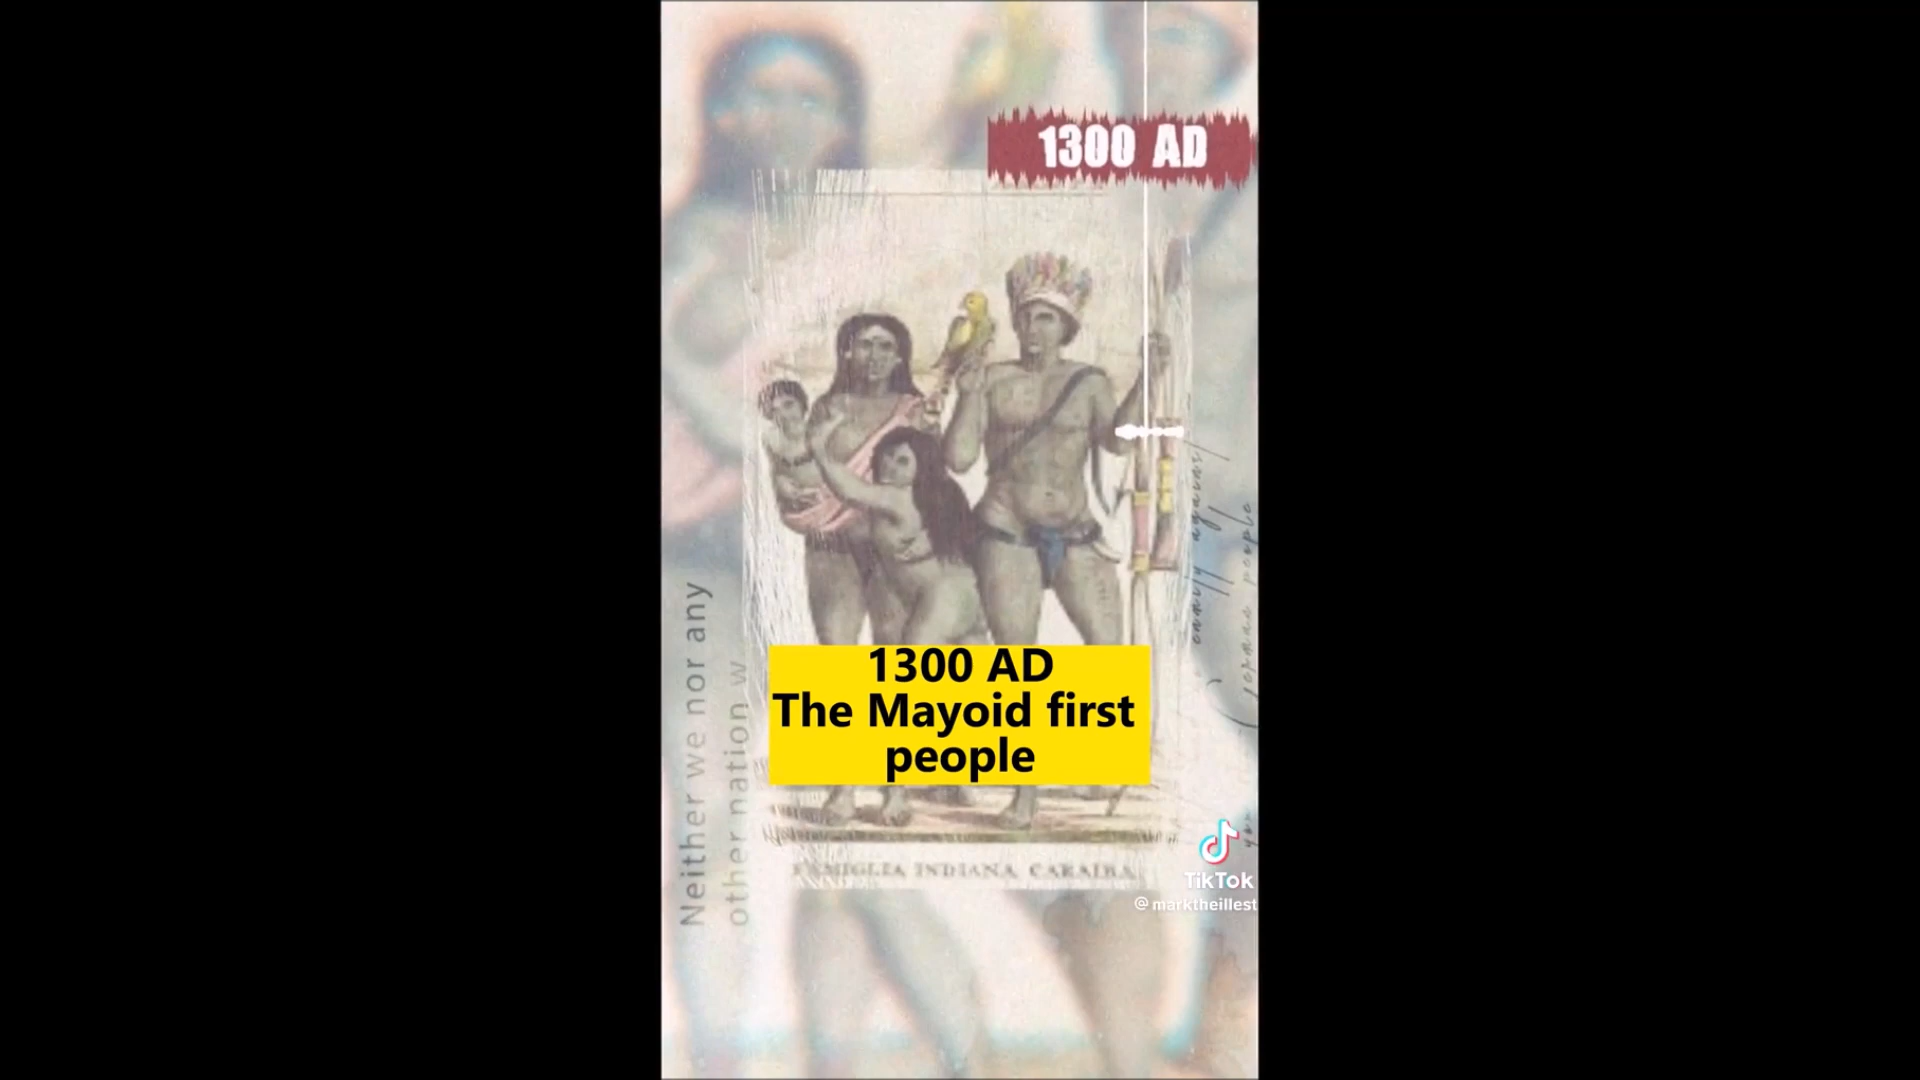 1300 AD
1300 AD
The Mayoid first
people
Neither we nor any
other nation w
FAMIGLIA INDIANA CARAIBA
TikTok
@marktheillest